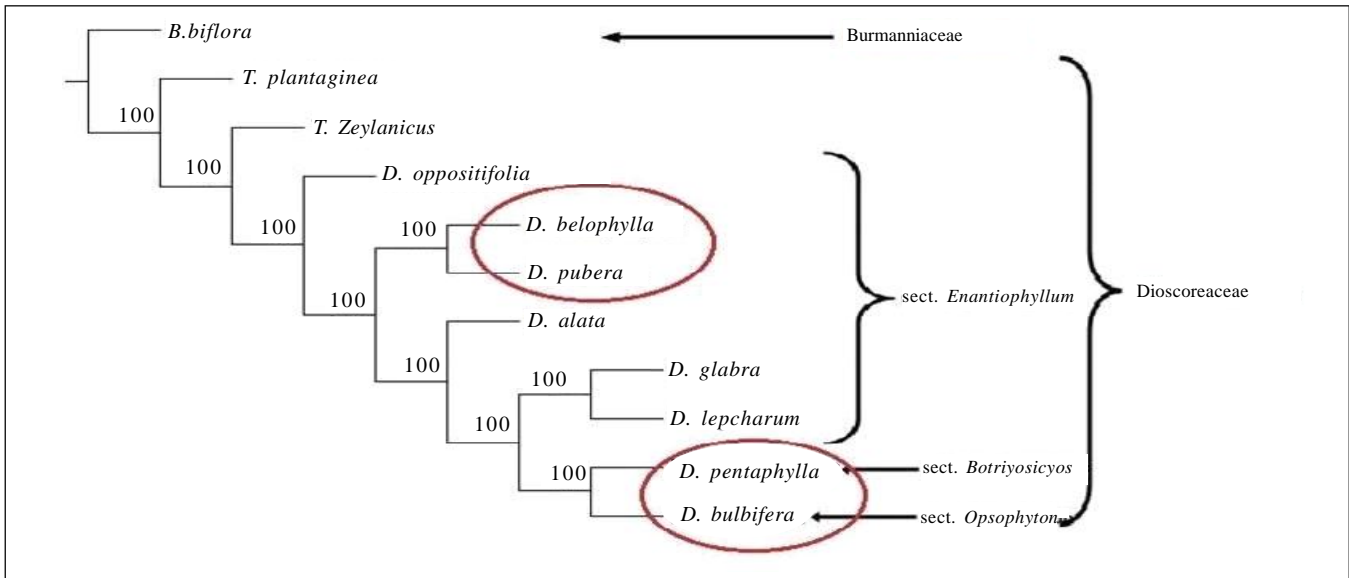 B.biflora
Burmanniaceae
T. plantaginea
100
T. Zeylanicus
100
D. oppositifolia
100
D. belophylla
100
D. pubera
100
sect. Enantiophyllum
Dioscoreaceae
D. alata
100
D. glabra
100
D. lepcharum
100
D. pentaphylla
sect. Botriyosicyos
100
D. bulbifera
sect. Opsophyton